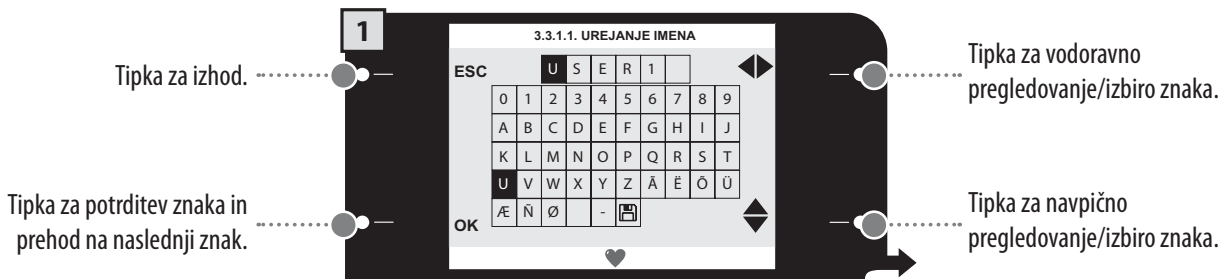 1
3.3.1.1. UREJANJE IMENA
Tipka za izhod.
ESC
U S E R 1
Tipka za vodoravno
pregledovanje/izbiro znaka.
0 1 2 3 4 5 6 7 8 9
A B C D E F G H I J
K L M N O P Q R S T
U V W X Y Z Ã Ë Õ Ü
Æ Ñ Ø -
Tipka za potrditev znaka in
prehod na naslednji znak.
OK
Tipka za navpično
pregledovanje/izbiro znaka.